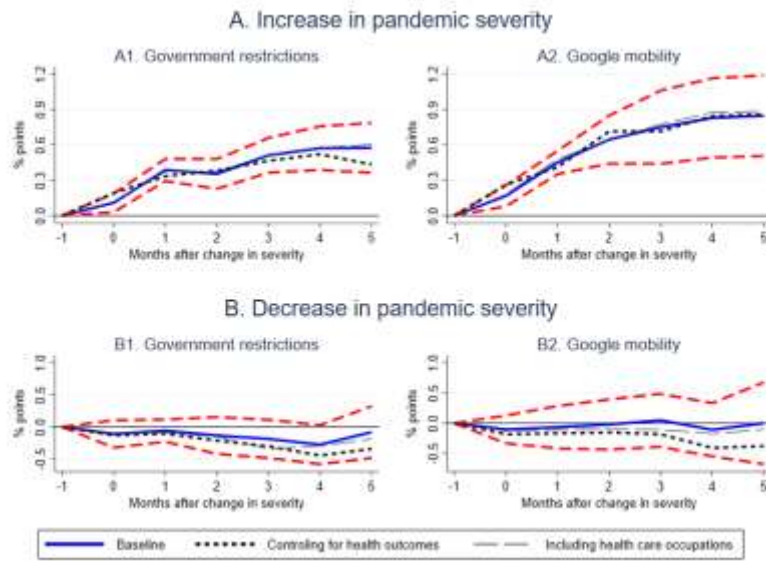 A. Increase in pandemic severity
A1. Government restrictions
A2. Google mobility
% points
0.0 0.3 0.6 0.9 1.2
-1 0 1 2 3 4 5
Months after change in severity
% points
0.0 0.3 0.6 0.9 1.2
-1 0 1 2 3 4 5
Months after change in severity
B. Decrease in pandemic severity
B1. Government restrictions
B2. Google mobility
% points
-0.5 0.0 0.5 1.0
-1 0 1 2 3 4 5
Months after change in severity
% points
-0.5 0.0 0.5 1.0
-1 0 1 2 3 4 5
Months after change in severity
Baseline Controling for health outcomes Including health care occupations